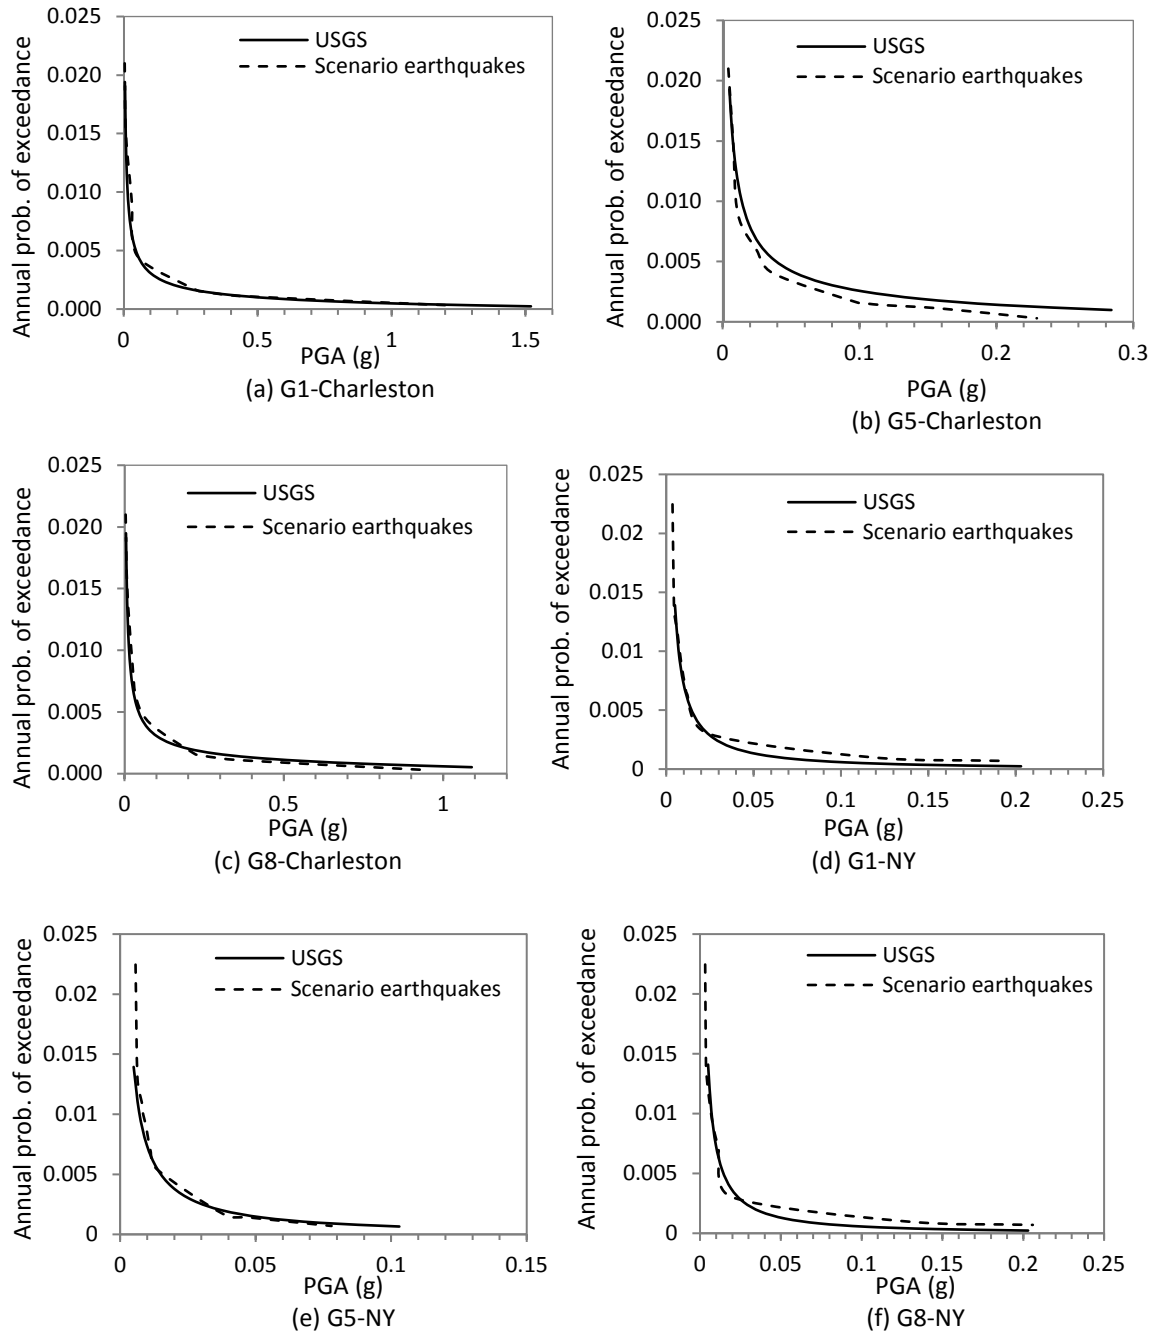 Annual prob. of exceedance
0.025
0.020
0.015
0.010
0.005
0.000
USGS
Scenario earthquakes
0 0.5 1 1.5
PGA (g)
(a) G1-Charleston
Annual prob. of exceedance
0.025
0.020
0.015
0.010
0.005
0.000
USGS
Scenario earthquakes
0 0.1 0.2 0.3
PGA (g)
(b) G5-Charleston
Annual prob. of exceedance
0.025
0.020
0.015
0.010
0.005
0.000
USGS
Scenario earthquakes
0 0.5 1
PGA (g)
(c) G8-Charleston
Annual prob. of exceedance
0.025
0.02
0.015
0.01
0.005
0
USGS
Scenario earthquakes
0 0.05 0.1 0.15 0.2 0.25
PGA (g)
(d) G1-NY
Annual prob. of exceedance
0.025
0.02
0.015
0.01
0.005
0
USGS
Scenario earthquakes
0 0.05 0.1 0.15
PGA (g)
(e) G5-NY
Annual prob. of exceedance
0.025
0.02
0.015
0.01
0.005
0
USGS
Scenario earthquakes
0 0.05 0.1 0.15 0.2 0.25
PGA (g)
(f) G8-NY